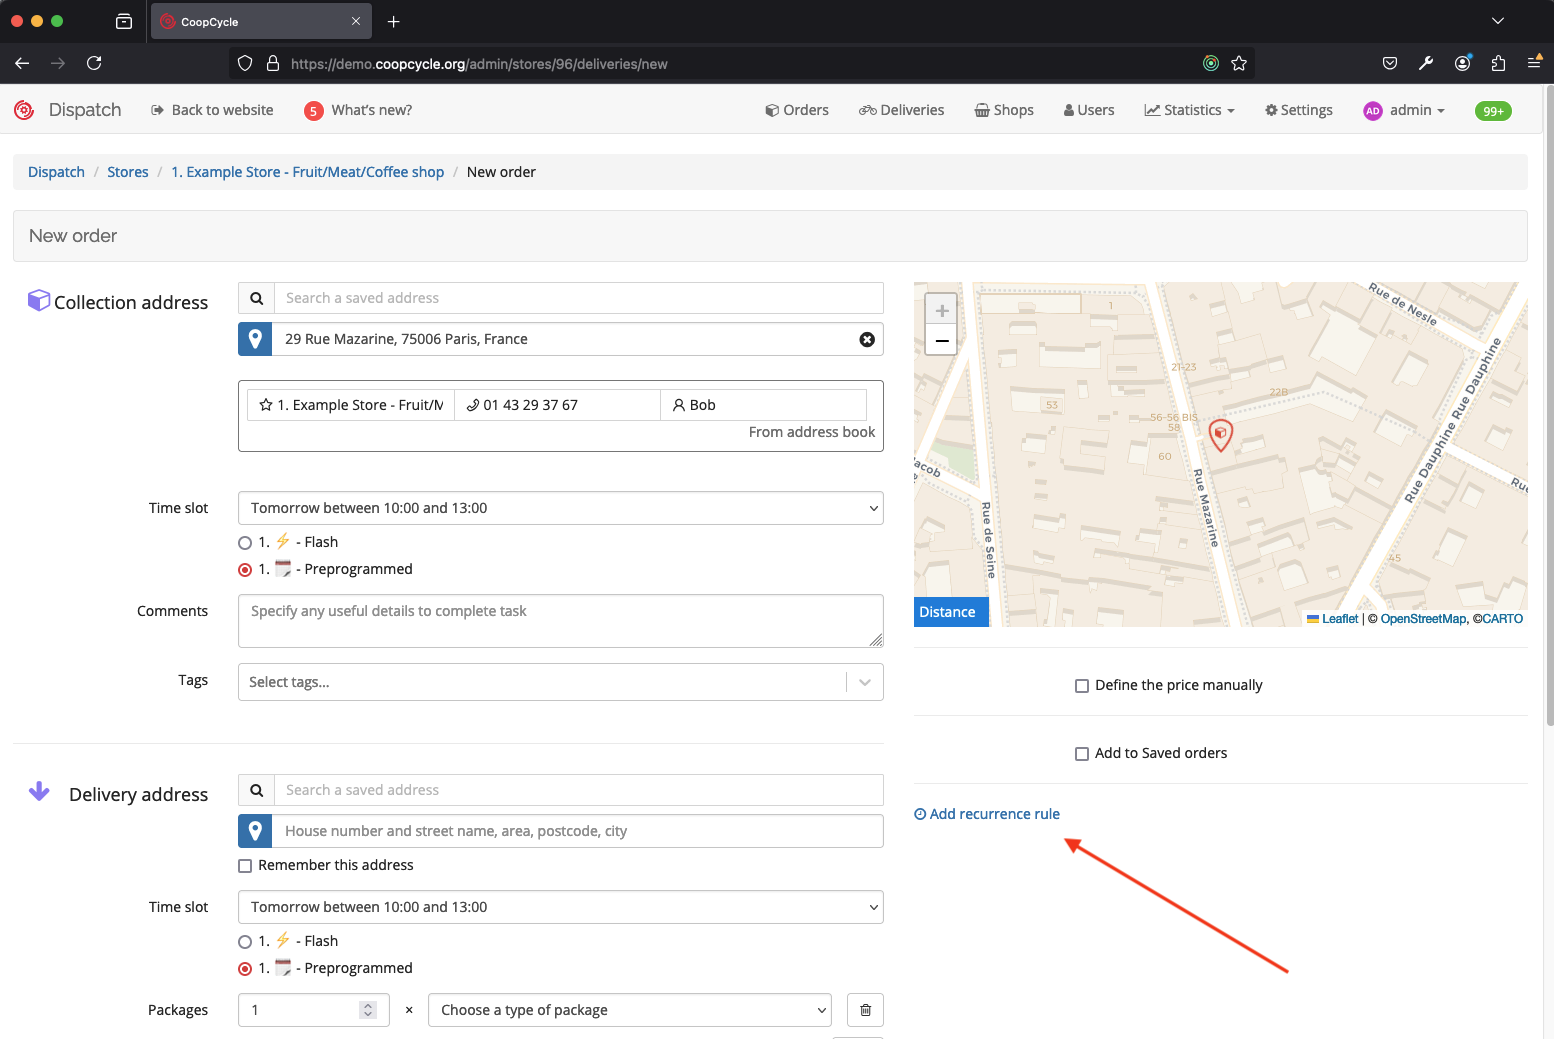 CoopCycle
https://demo.coopcycle.org/admin/stores/96/deliveries/new
Dispatch
Back to website
5
What's new?
Orders
Deliveries
Shops
Users
Statistics
Settings
AD
admin
99+
Dispatch / Stores / 1. Example Store - Fruit/Meat/Coffee shop / New order
New order
Collection address
Search a saved address
29 Rue Mazarine, 75006 Paris, France
1. Example Store - Fruit/M
01 43 29 37 67
Bob
From address book
Time slot
Tomorrow between 10:00 and 13:00
1. ⚡ - Flash
1. - Preprogrammed
Comments
Specify any useful details to complete task
Tags
Select tags...
Delivery address
Search a saved address
House number and street name, area, postcode, city
Remember this address
Time slot
Tomorrow between 10:00 and 13:00
1. ⚡ - Flash
1. - Preprogrammed
Packages
1
×
Choose a type of package
+
−
1
Rue de Nesle
21-23
22B
53
56-56 BIS
58
60
Jacob
Rue de Seine
Rue Mazarine
Rue Dauphine Rue Dauphine
Ru
45
Distance
Leaflet | © OpenStreetMap, ©CARTO
Define the price manually
Add to Saved orders
Add recurrence rule